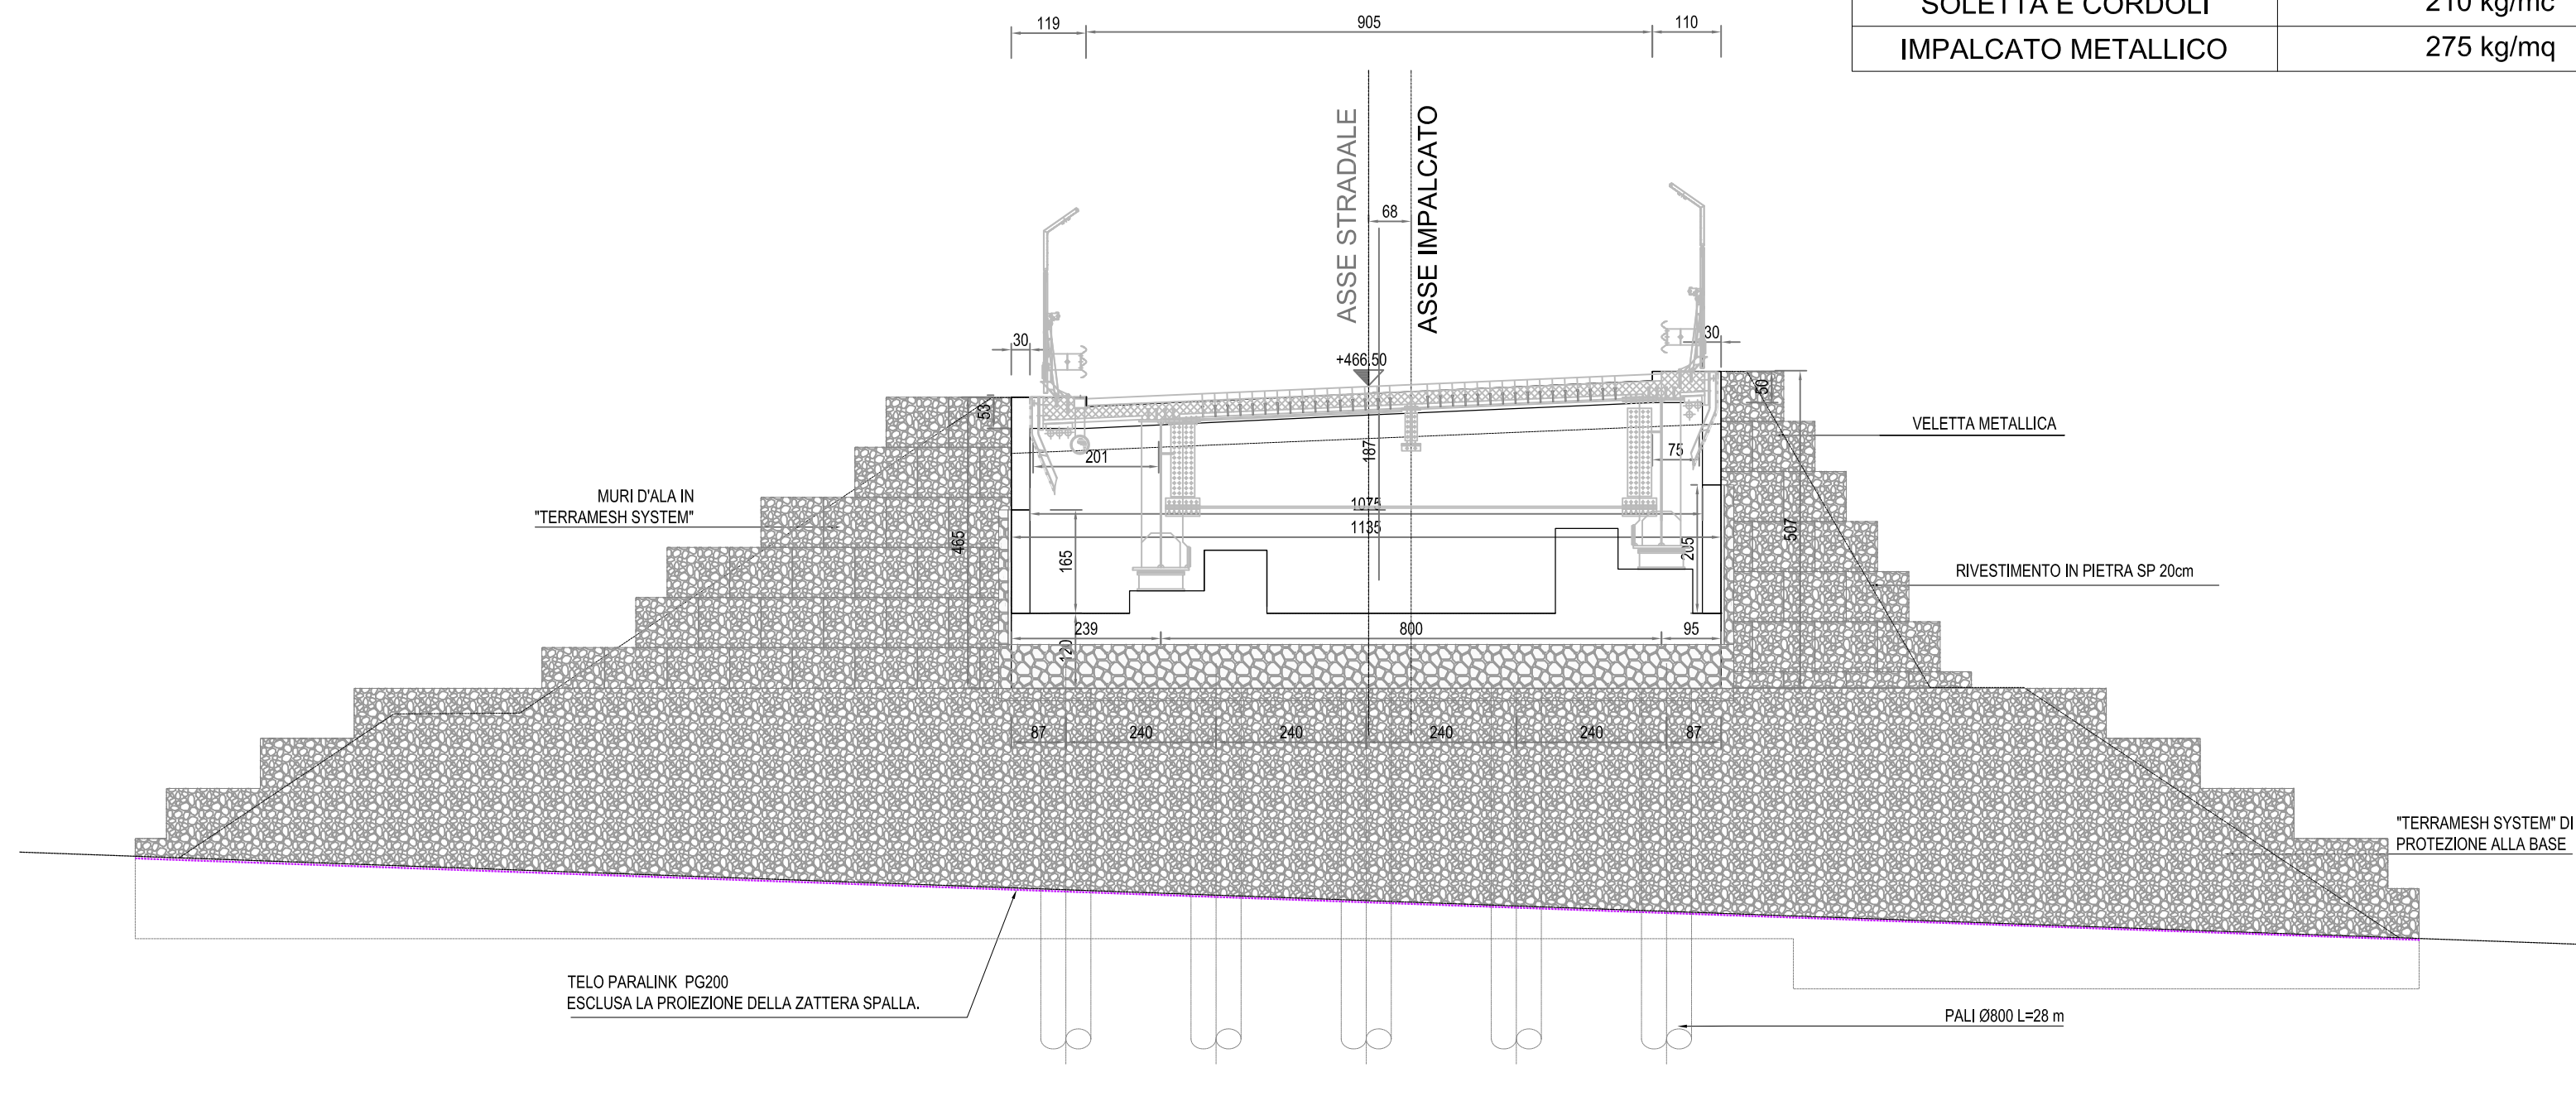 SOLETTA E CORDOLI 210 kg/mc
IMPALCATO METALLICO 275 kg/mq
119 905 110
ASSE STRADALE
ASSE IMPALCATO
68
30 30
+466.50
53 50
VELETTA METALLICA
187
201 75
MURI D'ALA IN
"TERRAMESH SYSTEM"
1075
1135
465 165 205 507
RIVESTIMENTO IN PIETRA SP 20cm
239 800 95
120
87 240 240 240 240 87
"TERRAMESH SYSTEM" DI
PROTEZIONE ALLA BASE
TELO PARALINK PG200
ESCLUSA LA PROIEZIONE DELLA ZATTERA SPALLA.
PALI Ø800 L=28 m